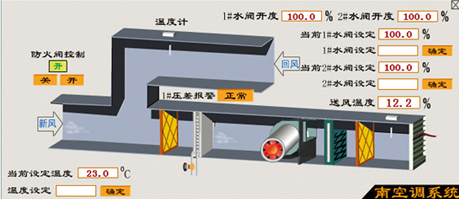 1#水阀开度 100.0 % 2#水阀开度 100.0 %
温度计
当前1#水阀设定 100.0 %
1#水阀设定 确定
防火阀控制
开
关 开
回风
当前2#水阀设定 100.0 %
2#水阀设定 确定
1#压差报警 正常
送风温度 12.2 %
新风
当前设定温度 23.0 ℃
温度设定 确定
南空调系统